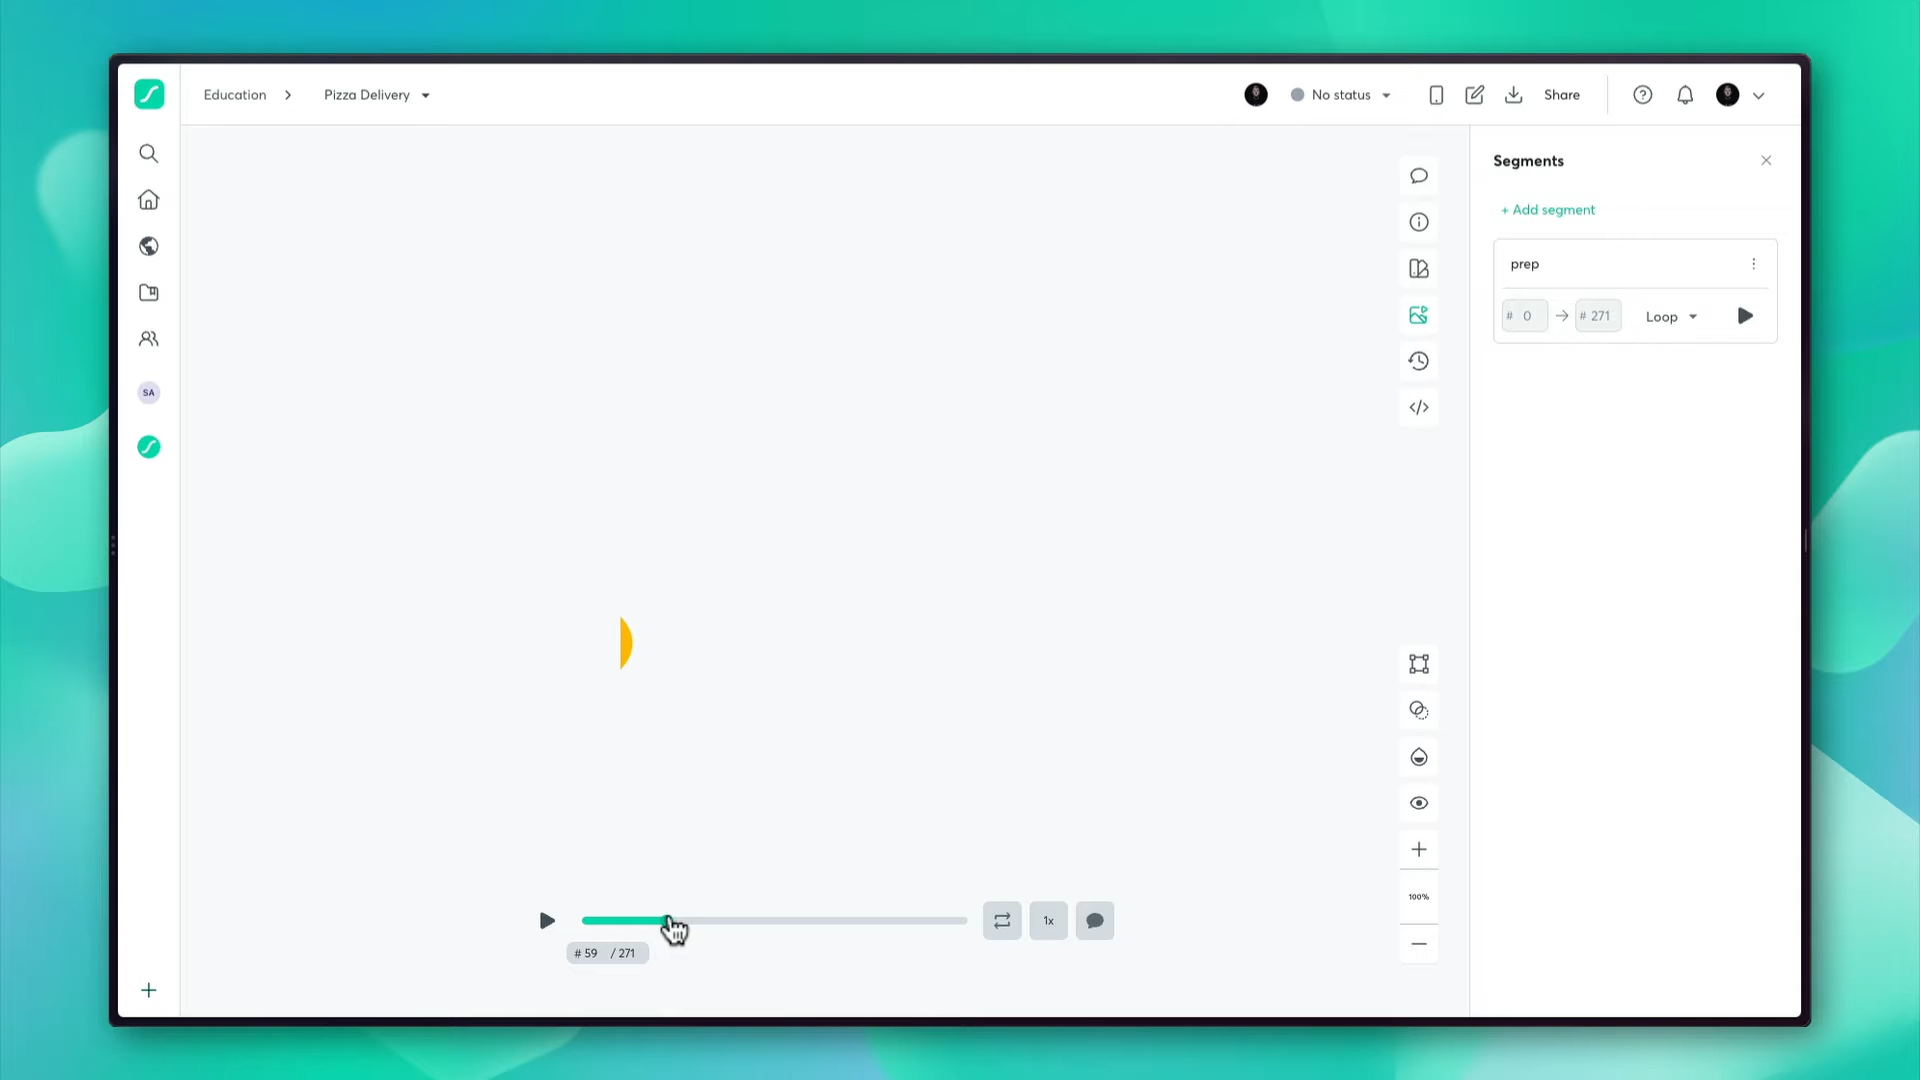 Education > Pizza Delivery
No status
Share
Segments
+ Add segment
prep
# 0 → # 271 Loop
SA
100%
1x
# 59 / 271